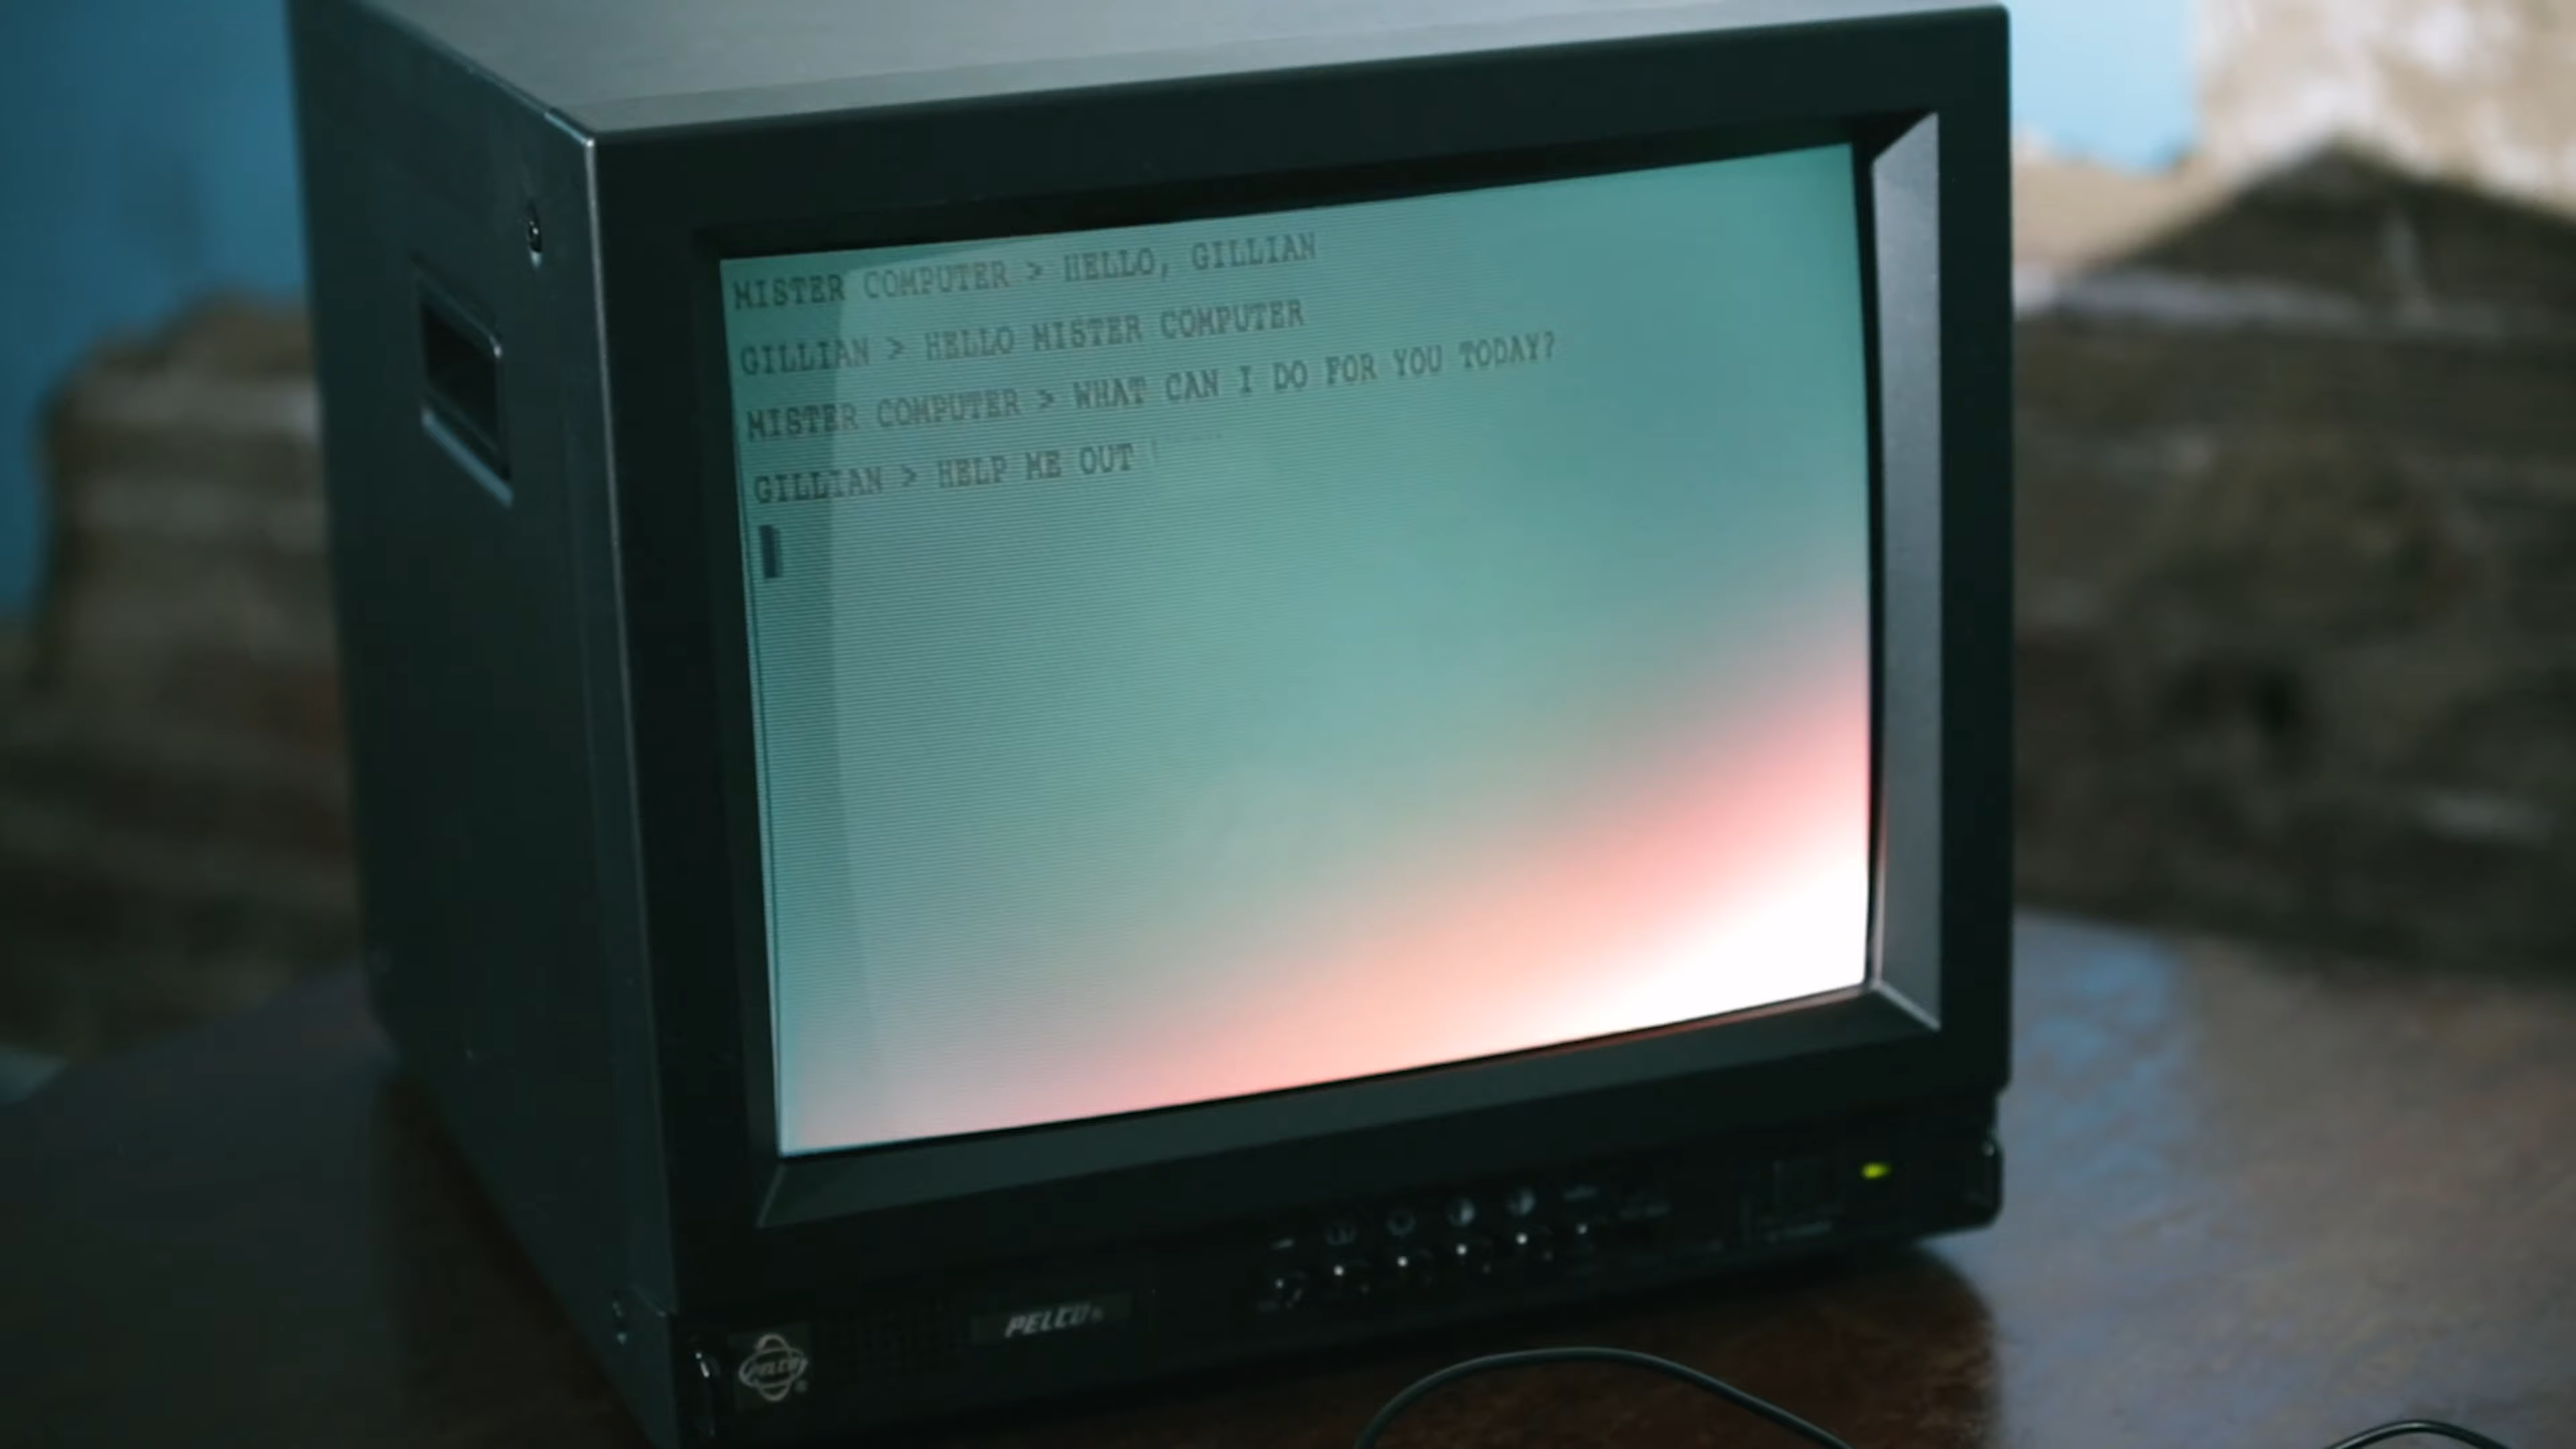 MISTER COMPUTER > HELLO, GILLIAN
GILLIAN > HELLO MISTER COMPUTER
MISTER COMPUTER > WHAT CAN I DO FOR YOU TODAY?
GILLIAN > HELP ME OUT
PELCO®
PELCO®